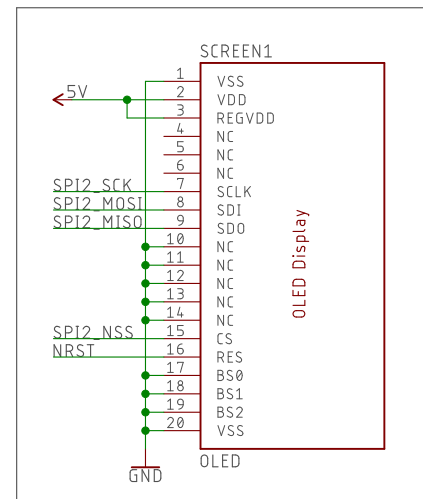 SCREEN1
5V
1 VSS
2 VDD
3 REGVDD
4 NC
5 NC
6 NC
SPI2_SCK 7 SCLK
SPI2_MOSI 8 SDI
SPI2_MISO 9 SDO
10 NC
11 NC
12 NC
13 NC
14 NC
SPI2_NSS 15 CS
NRST 16 RES
17 BS0
18 BS1
19 BS2
20 VSS
OLED Display
OLED
GND